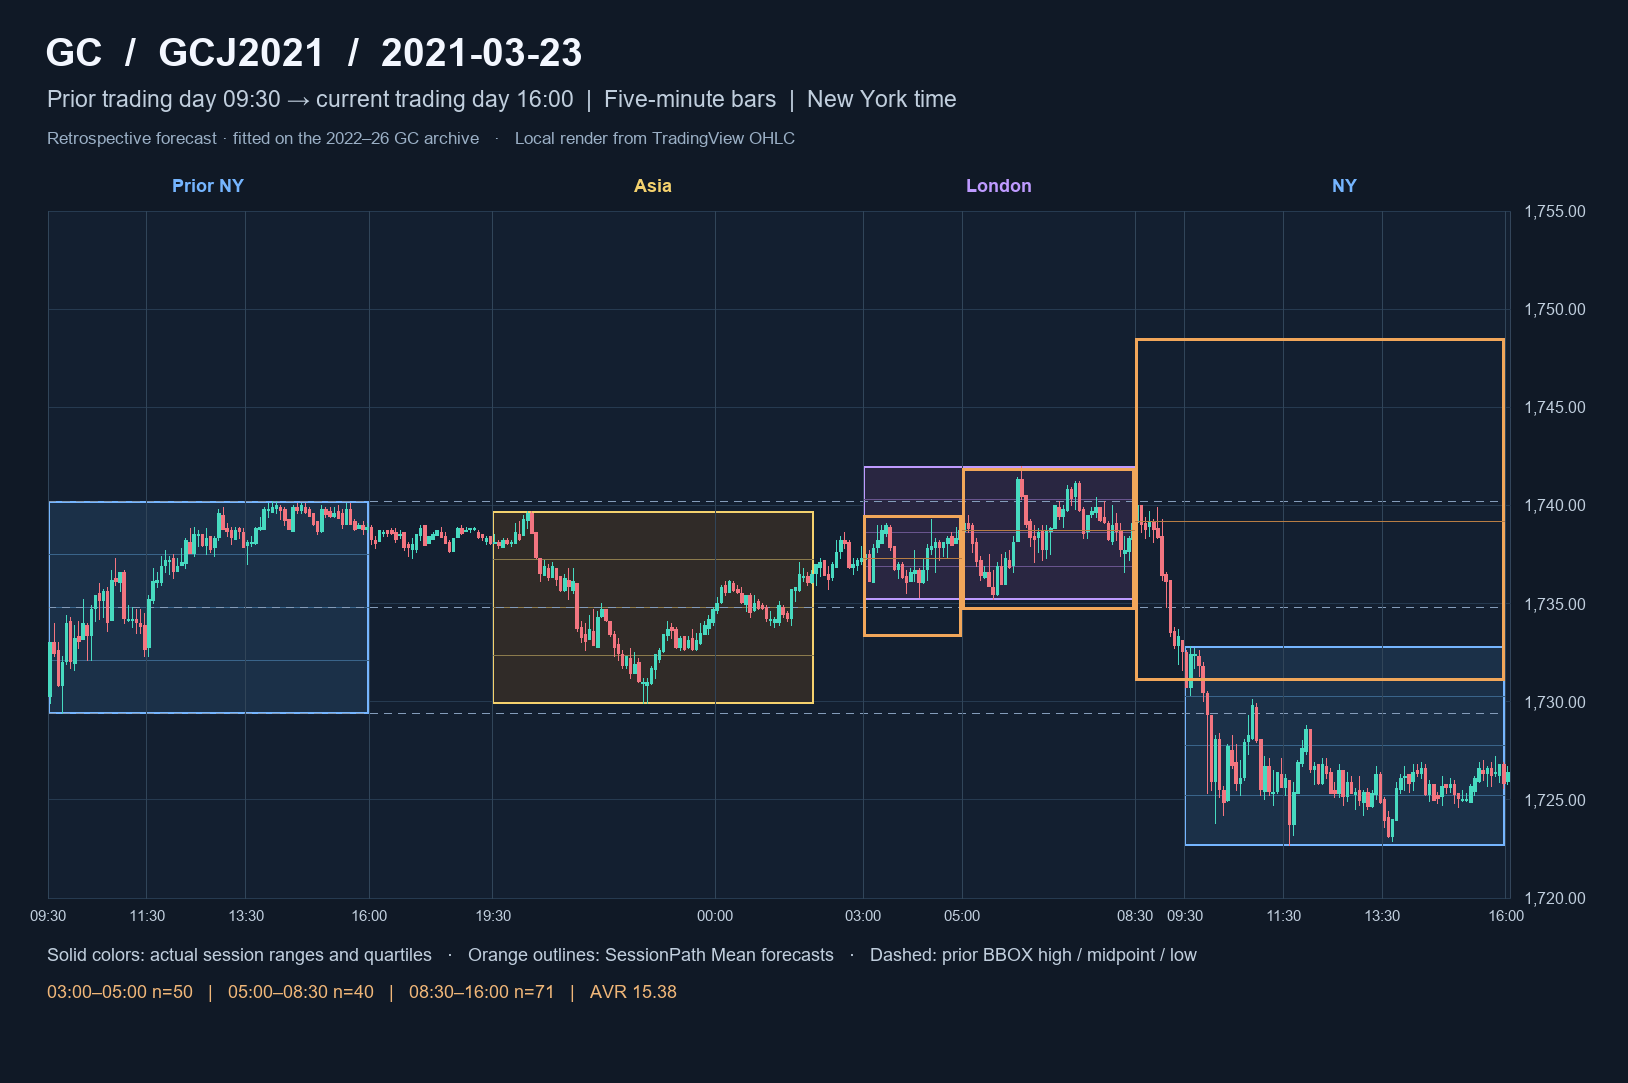 GC / GCJ2021 / 2021-03-23
Prior trading day 09:30 → current trading day 16:00 | Five-minute bars | New York time
Retrospective forecast · fitted on the 2022–26 GC archive · Local render from TradingView OHLC
Prior NY Asia London NY
1,755.00
1,750.00
1,745.00
1,740.00
1,735.00
1,730.00
1,725.00
1,720.00
09:30 11:30 13:30 16:00 19:30 00:00 03:00 05:00 08:30 09:30 11:30 13:30 16:00
Solid colors: actual session ranges and quartiles · Orange outlines: SessionPath Mean forecasts · Dashed: prior BBOX high / midpoint / low
03:00–05:00 n=50 | 05:00–08:30 n=40 | 08:30–16:00 n=71 | AVR 15.38